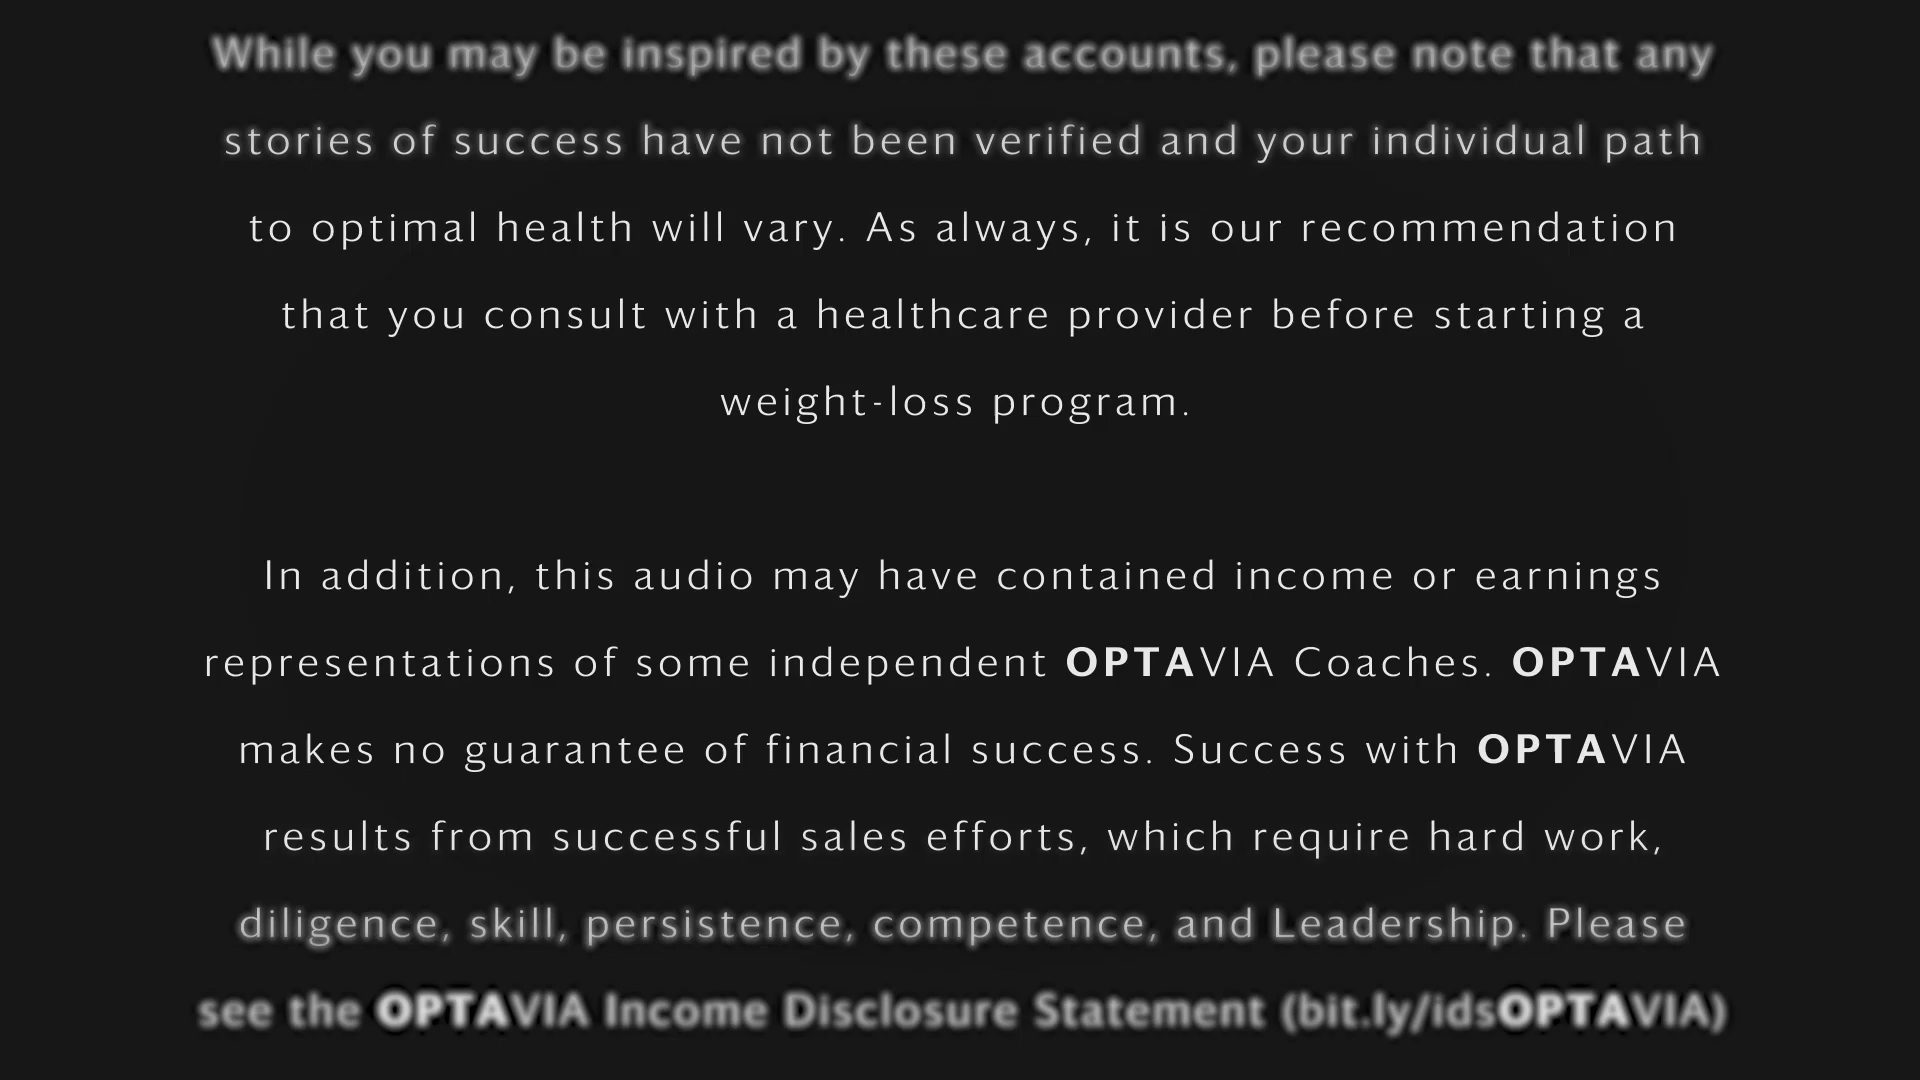 While you may be inspired by these accounts, please note that any
stories of success have not been verified and your individual path
to optimal health will vary. As always, it is our recommendation
that you consult with a healthcare provider before starting a
weight-loss program.
In addition, this audio may have contained income or earnings
representations of some independent OPTAVIA Coaches. OPTAVIA
makes no guarantee of financial success. Success with OPTAVIA
results from successful sales efforts, which require hard work,
diligence, skill, persistence, competence, and Leadership. Please
see the OPTAVIA Income Disclosure Statement (bit.ly/idsOPTAVIA)